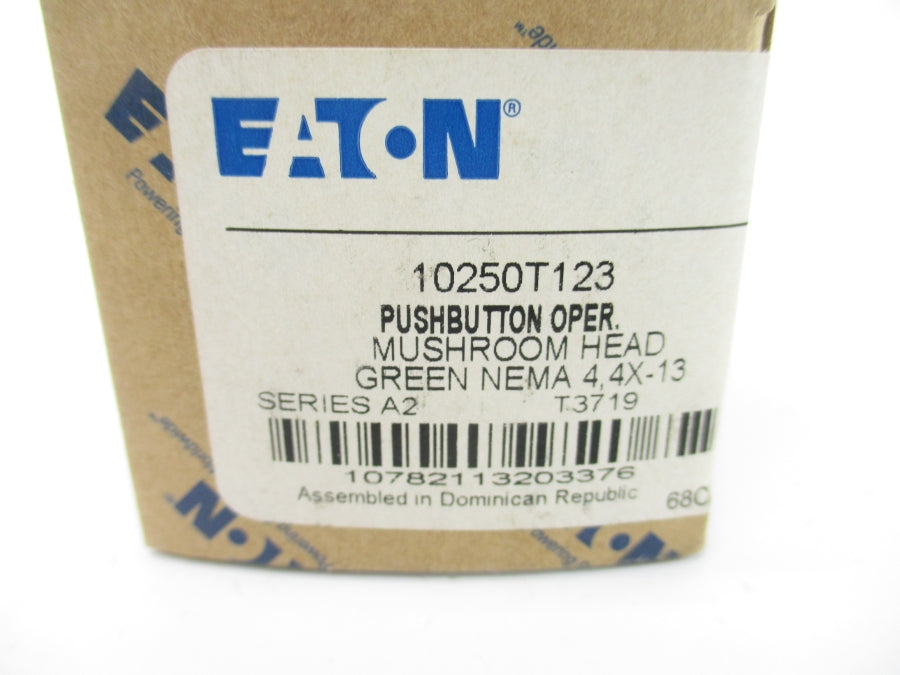 EATON®
10250T123
PUSHBUTTON OPER.
MUSHROOM HEAD
GREEN NEMA 4,4X-13
SERIES A2 T3719
10782113203376
Assembled in Dominican Republic
Powering